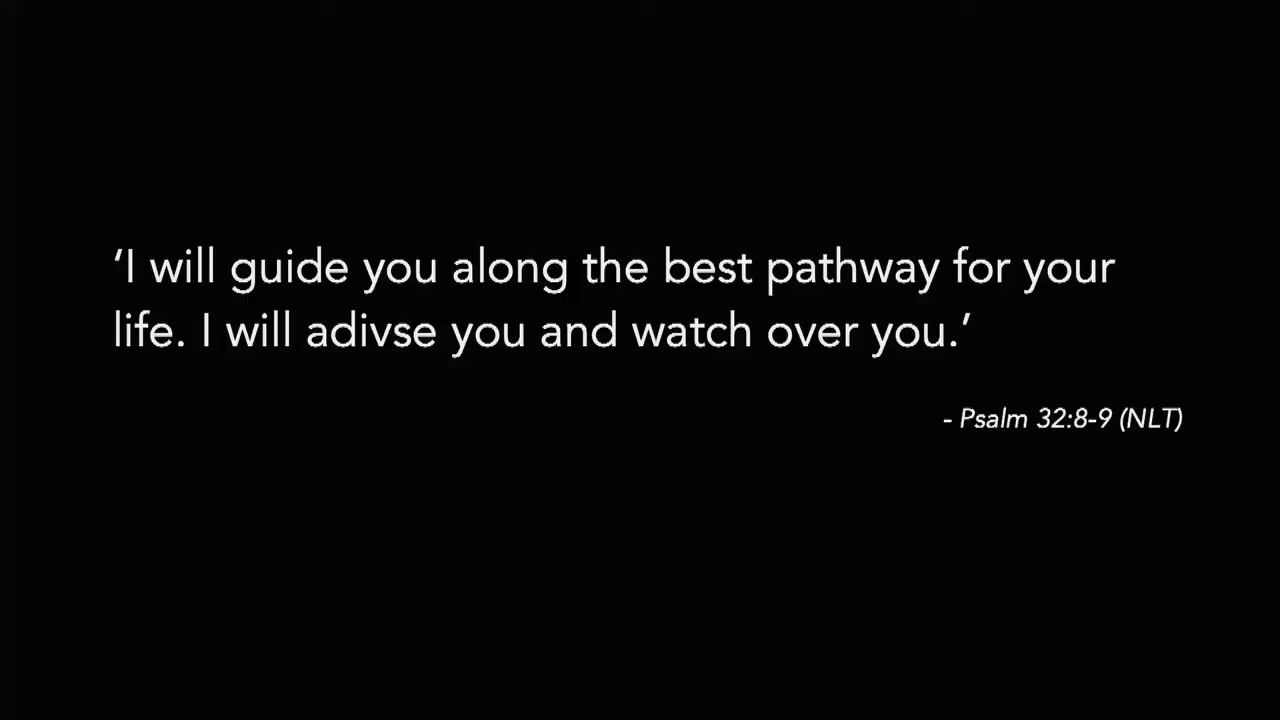 ‘I will guide you along the best pathway for your
life. I will adivse you and watch over you.’
- Psalm 32:8-9 (NLT)